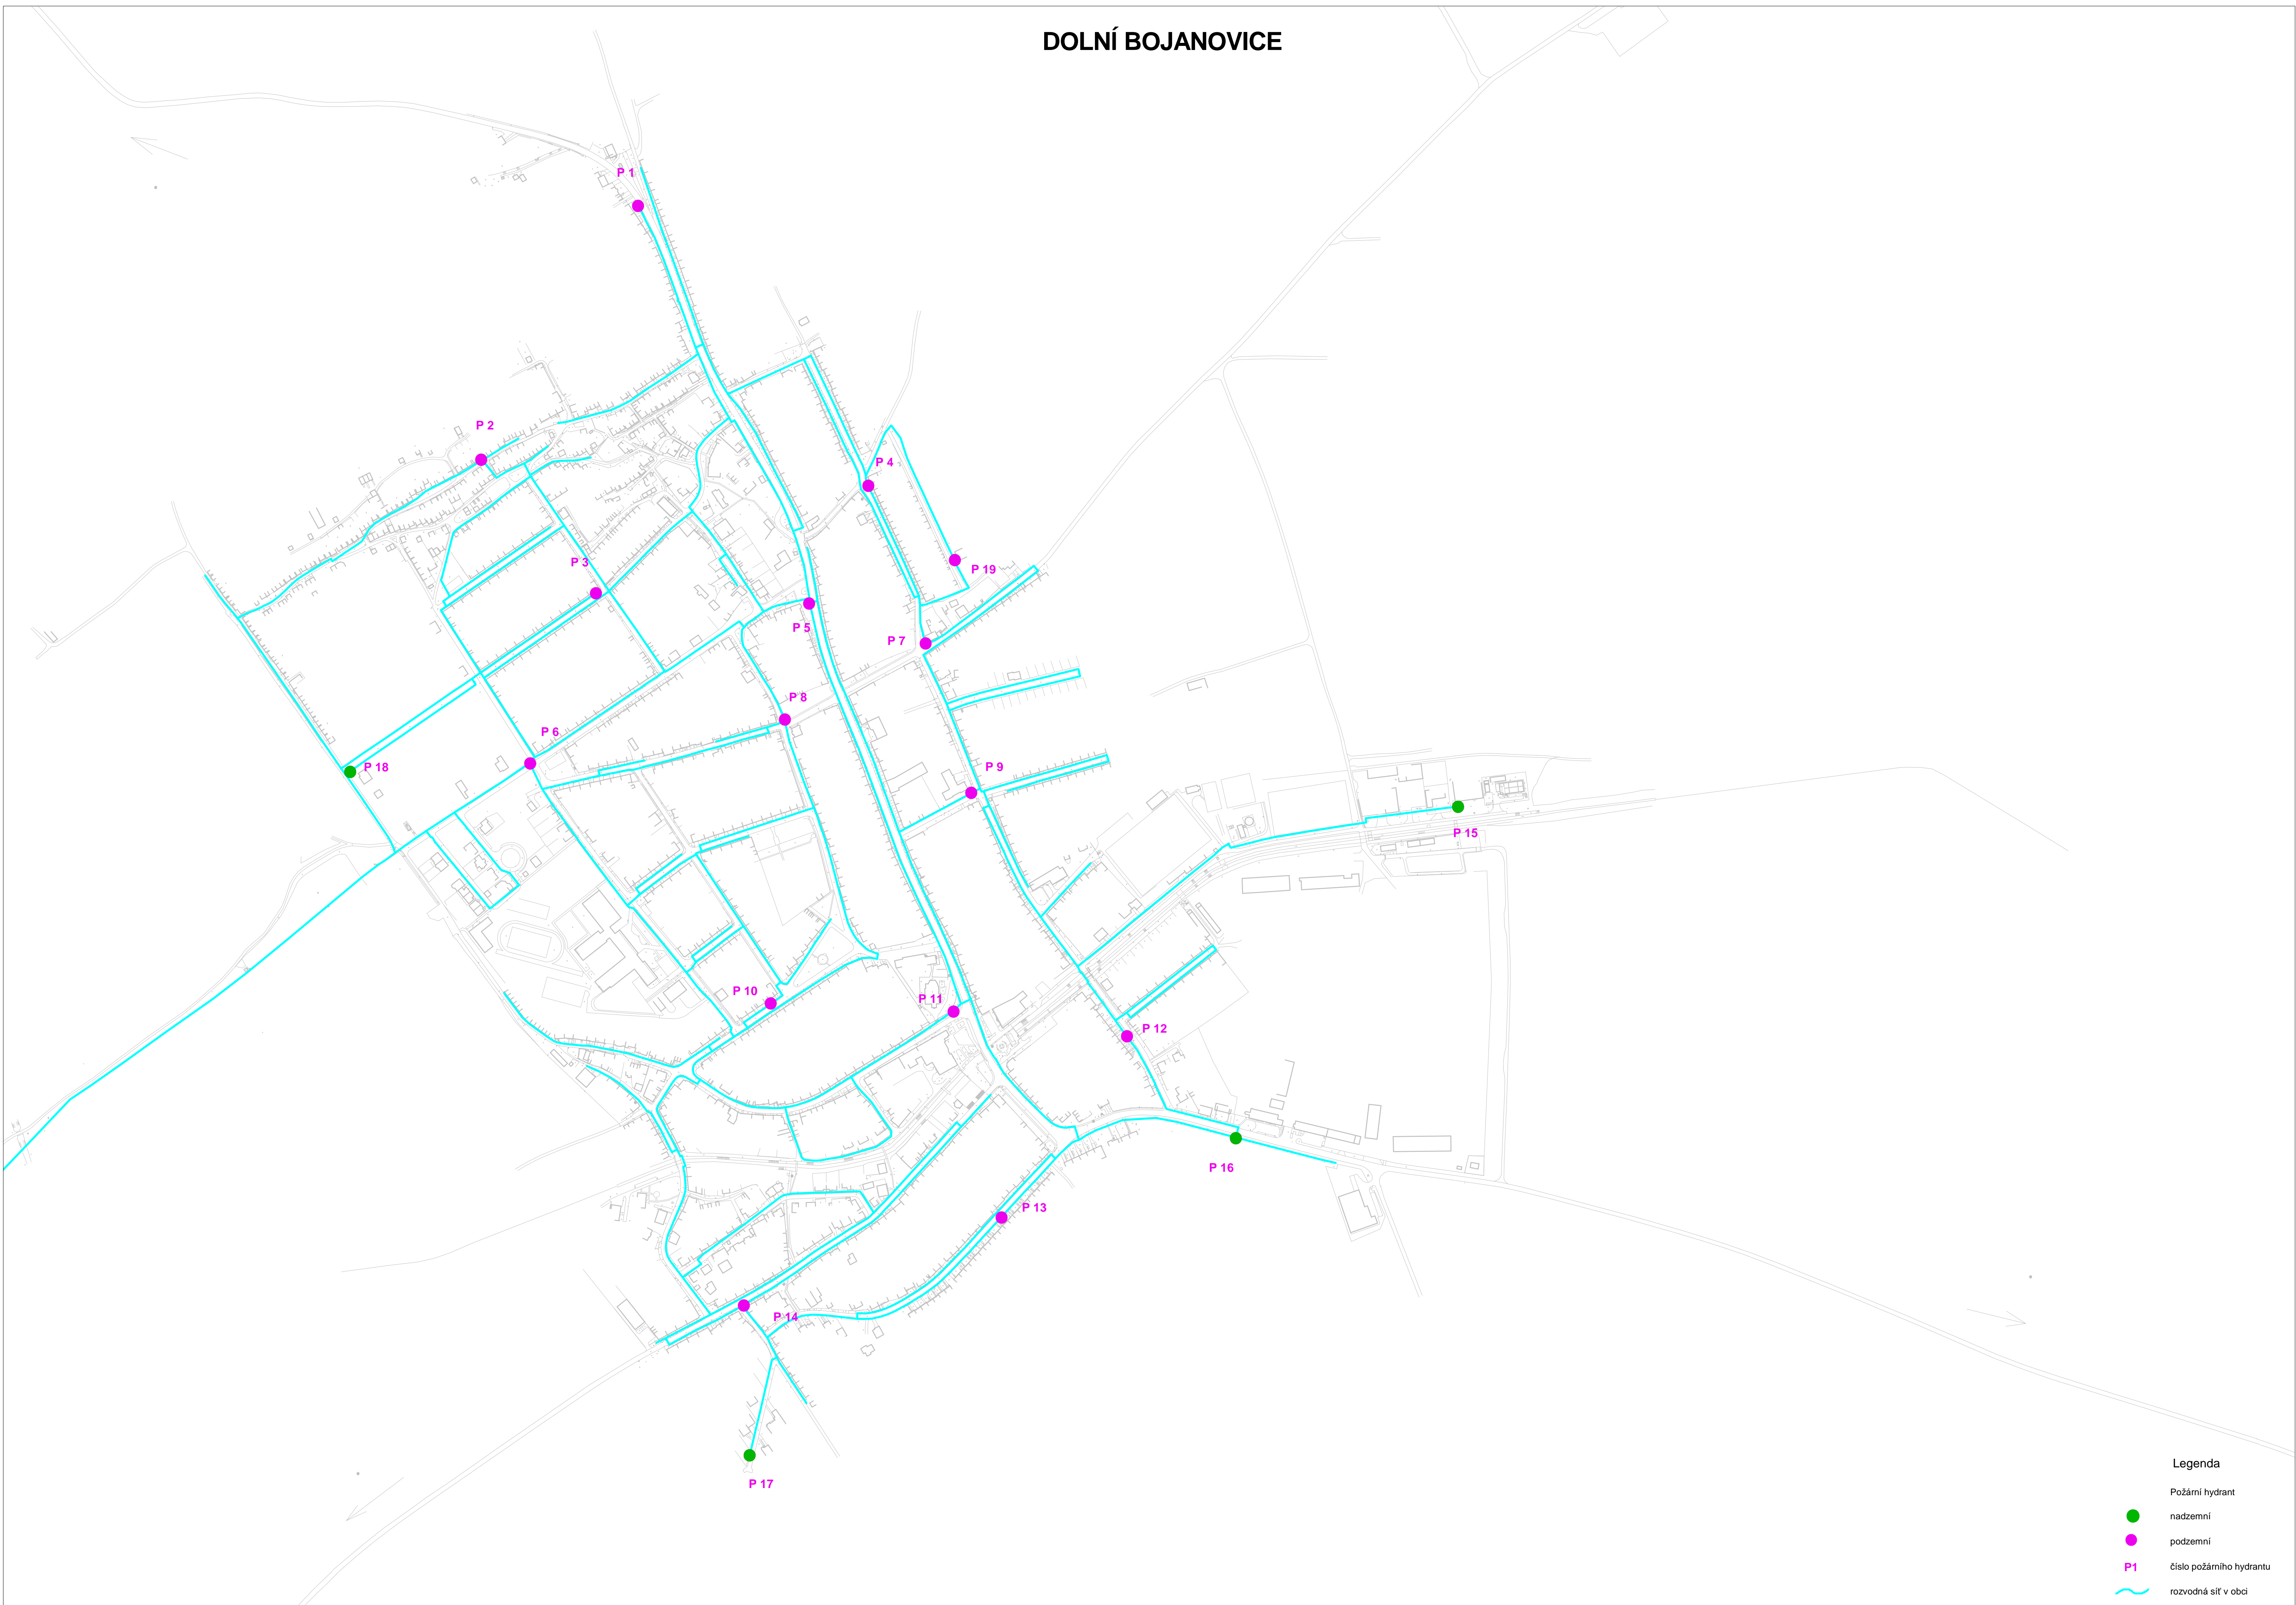 DOLNÍ BOJANOVICE
P 1
P 2
P 4
P 3
P 19
P 5
P 7
P 8
P 6
P 18
P 9
P 15
P 10
P 11
P 12
P 16
P 13
P 14
P 17
Legenda
Požární hydrant
nadzemní
podzemní
P1 číslo požárního hydrantu
rozvodná síť v obci